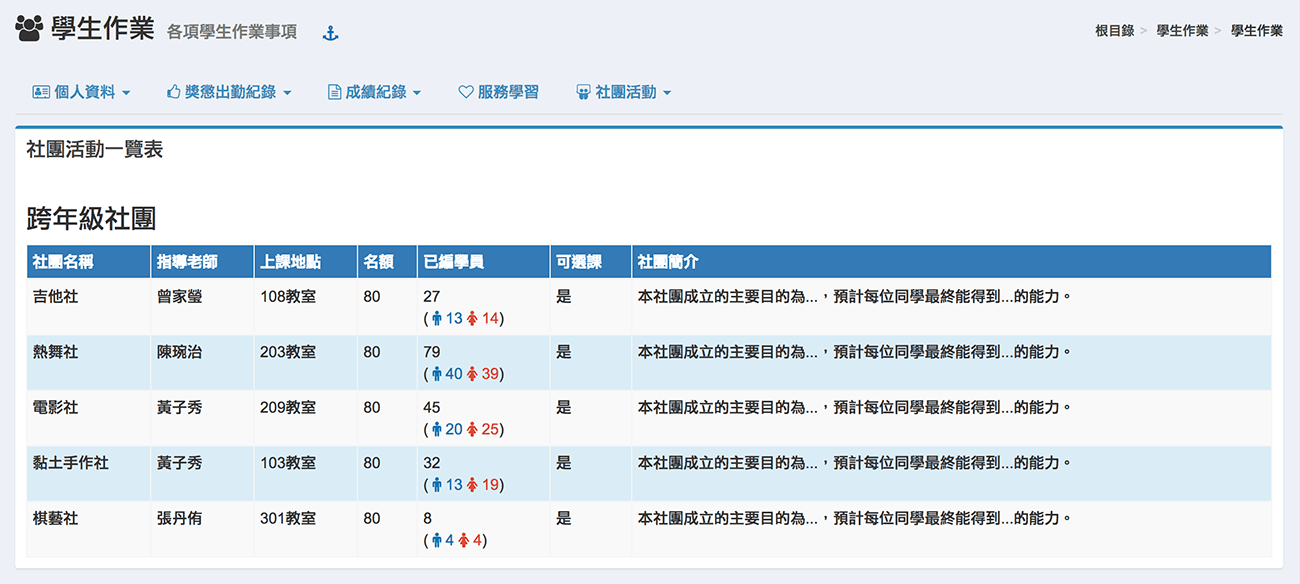 學生作業 各項學生作業事項 根目錄 > 學生作業 > 學生作業
個人資料 獎懲出勤紀錄 成績紀錄 服務學習 社團活動
社團活動一覽表
跨年級社團
社團名稱 指導老師 上課地點 名額 已編學員 可選課 社團簡介
吉他社 曾家瑩 108教室 80 27 是 本社團成立的主要目的為...，預計每位同學最終能得到...的能力。
( 13 14)
熱舞社 陳琬治 203教室 80 79 是 本社團成立的主要目的為...，預計每位同學最終能得到...的能力。
( 40 39)
電影社 黃子秀 209教室 80 45 是 本社團成立的主要目的為...，預計每位同學最終能得到...的能力。
( 20 25)
黏土手作社 黃子秀 103教室 80 32 是 本社團成立的主要目的為...，預計每位同學最終能得到...的能力。
( 13 19)
棋藝社 張丹侑 301教室 80 8 是 本社團成立的主要目的為...，預計每位同學最終能得到...的能力。
( 4 4)